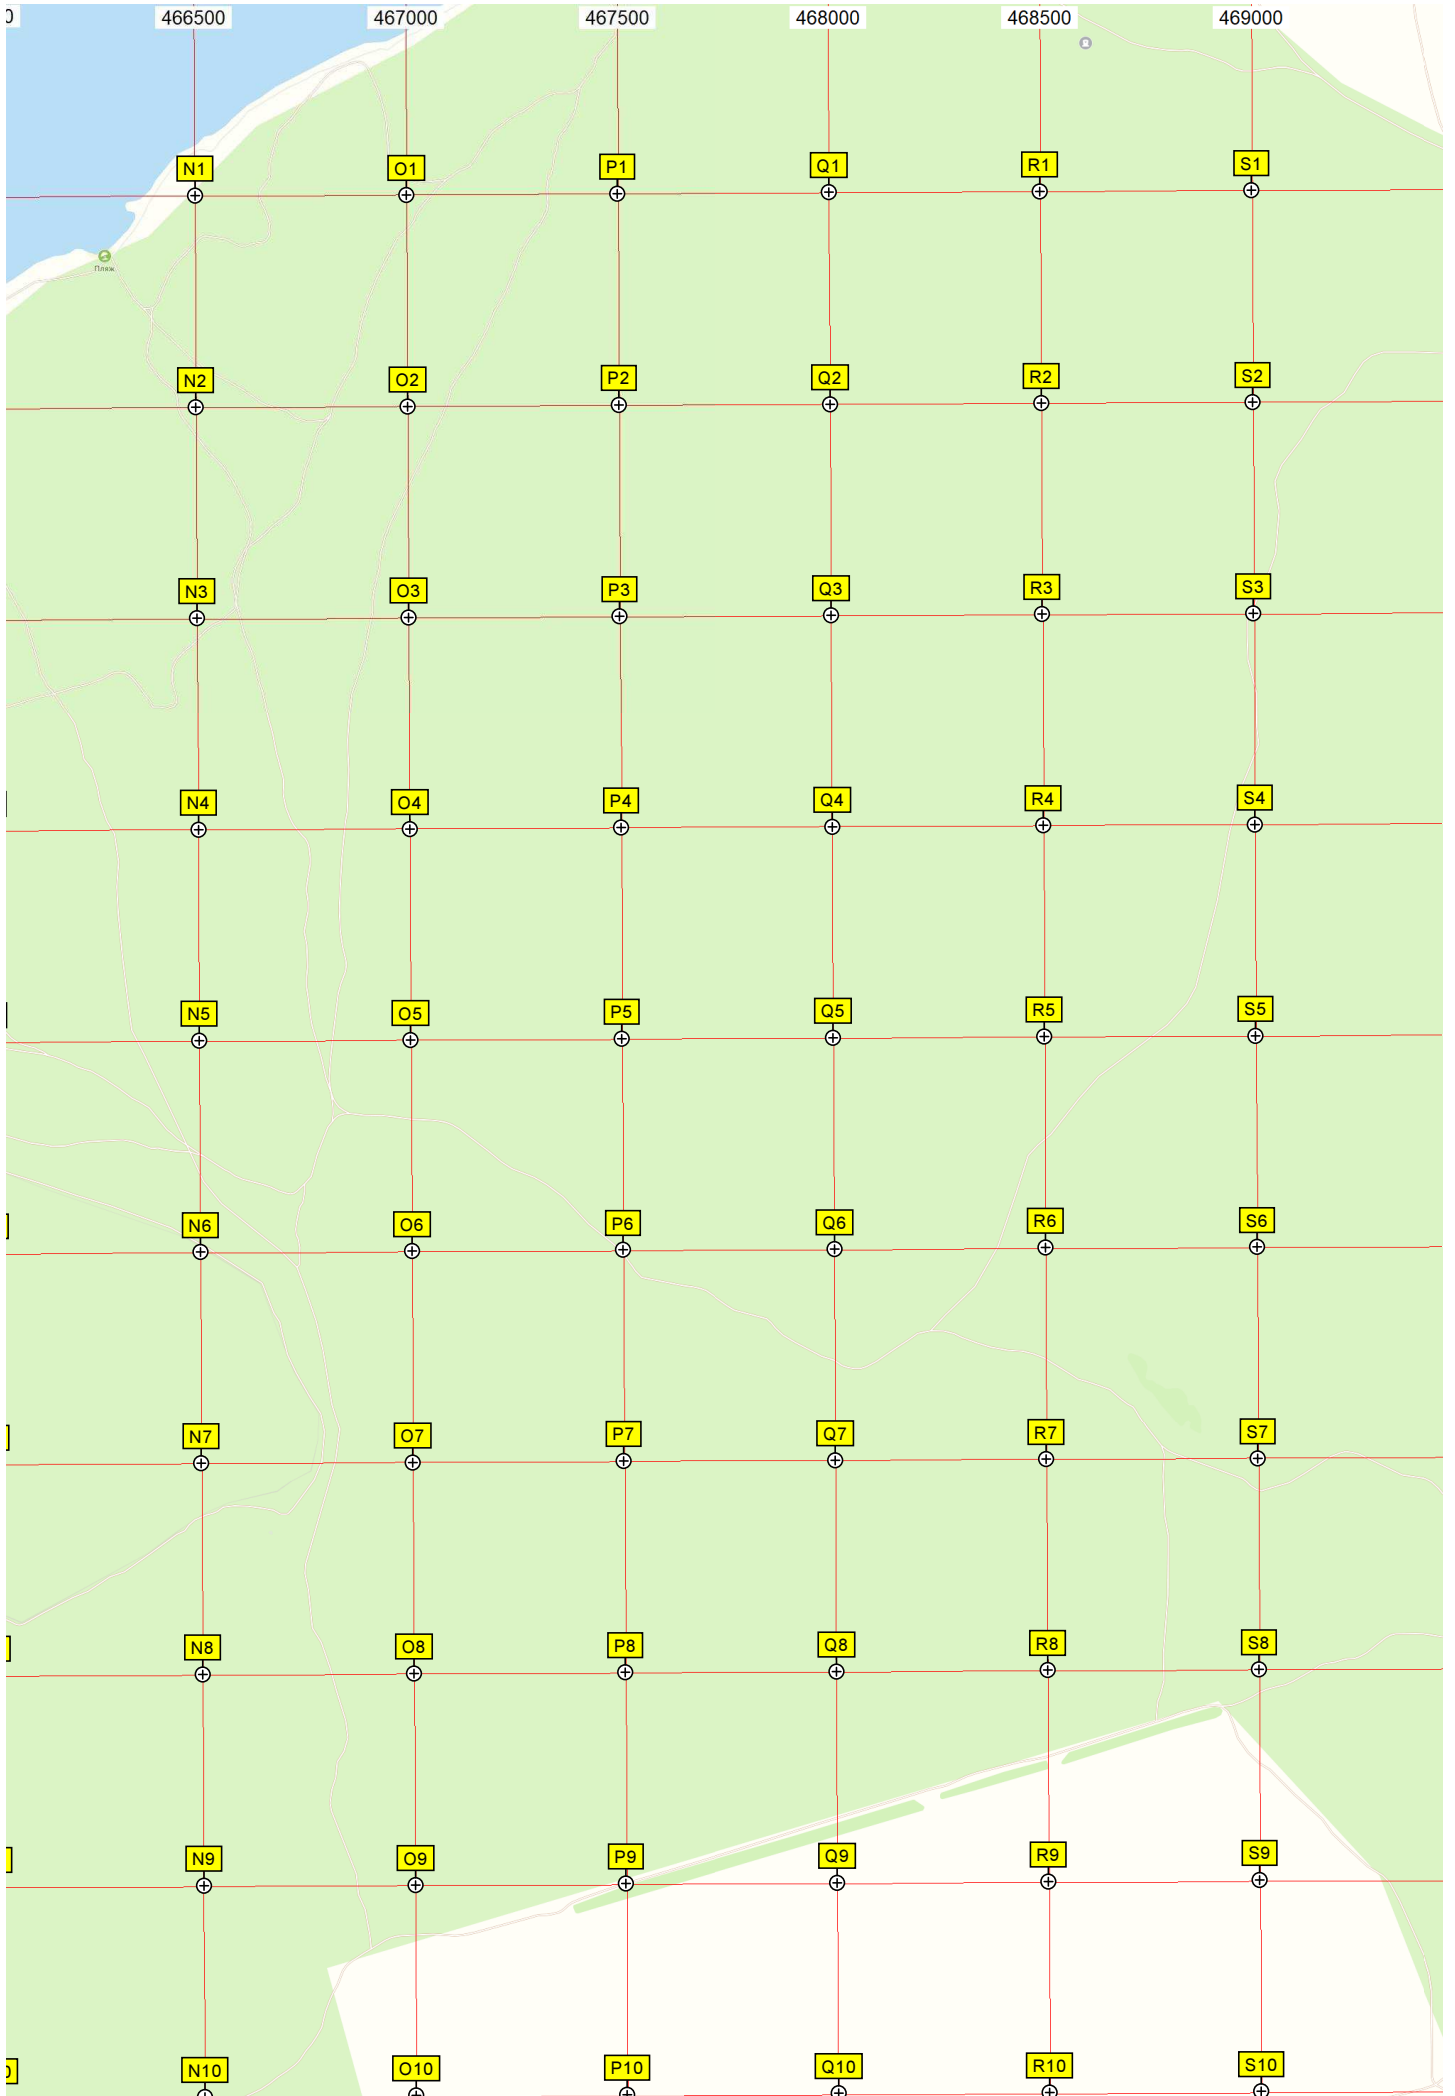 0 466500 467000 467500 468000 468500 469000
N1 O1 P1 Q1 R1 S1
Пляж
N2 O2 P2 Q2 R2 S2
N3 O3 P3 Q3 R3 S3
N4 O4 P4 Q4 R4 S4
N5 O5 P5 Q5 R5 S5
N6 O6 P6 Q6 R6 S6
N7 O7 P7 Q7 R7 S7
N8 O8 P8 Q8 R8 S8
N9 O9 P9 Q9 R9 S9
N10 O10 P10 Q10 R10 S10